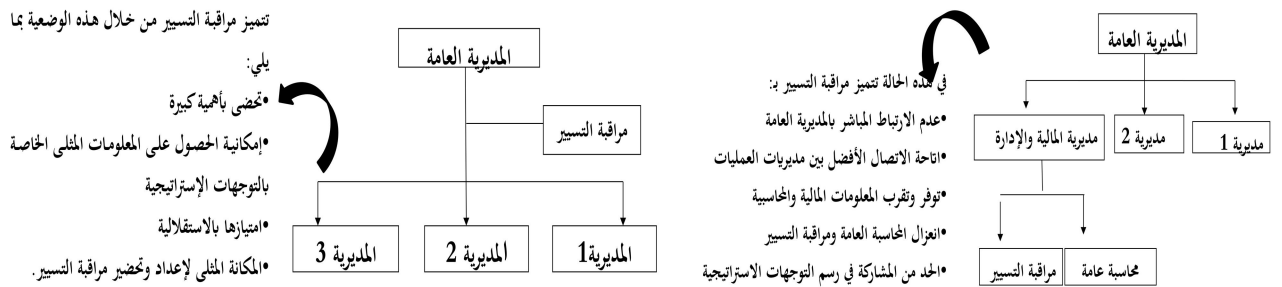 المديرية العامة
مديرية 1
مديرية 2
مديرية المالية والإدارة
محاسبة عامة
مراقبة التسيير
في هذه الحالة تتميز مراقبة التسيير بـ:
•عدم الارتباط المباشر بالمديرية العامة
•اتاحة الاتصال الأفضل بين مديريات العمليات
•توفر وتقرب المعلومات المالية والمحاسبية
•انعزال المحاسبة العامة ومراقبة التسيير
•الحد من المشاركة في رسم التوجهات الاستراتيجية
المديرية العامة
مراقبة التسيير
المديرية1
المديرية 2
المديرية 3
تتميز مراقبة التسيير من خلال هذه الوضعية بما
يلي:
•تحضى بأهمية كبيرة
•إمكانية الحصول على المعلومات المثلى الخاصة
بالتوجهات الإستراتيجية
•امتيازها بالاستقلالية
•المكانة المثلى لإعداد وتحضير مراقبة التسيير.